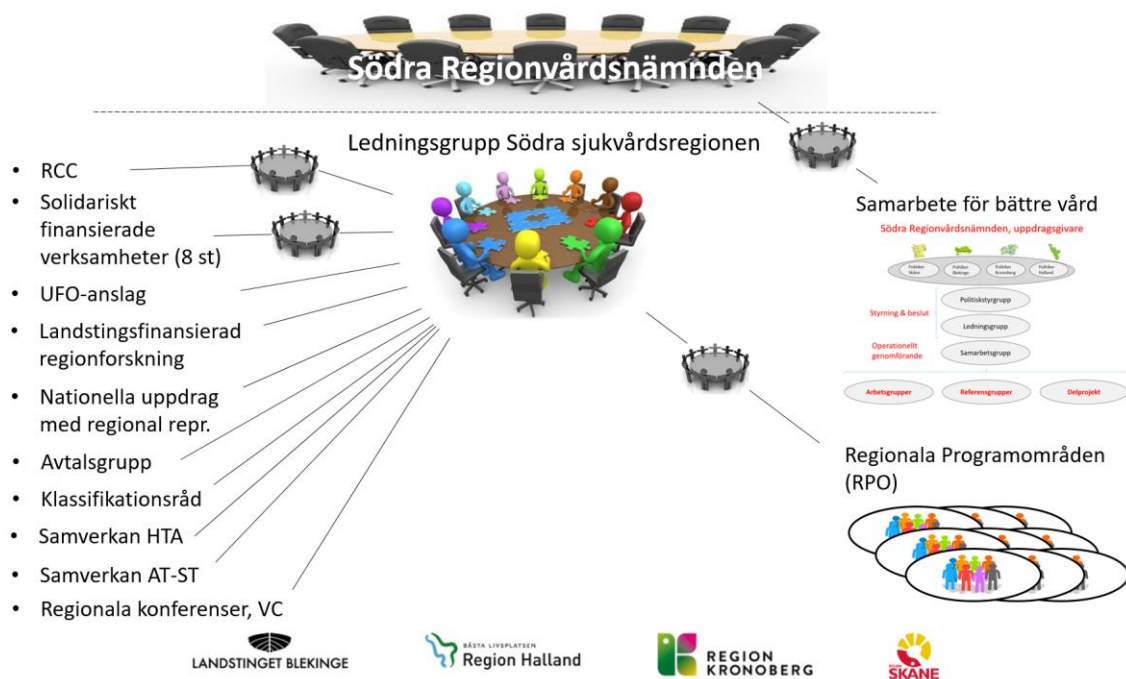 Södra Regionvårdsnämnden
Ledningsgrupp Södra sjukvårdsregionen
• RCC
• Solidariskt
finansierade
verksamheter (8 st)
• UFO-anslag
• Landstingsfinansierad
regionforskning
• Nationella uppdrag
med regional repr.
• Avtalsgrupp
• Klassifikationsråd
• Samverkan HTA
• Samverkan AT-ST
• Regionala konferenser, VC
Samarbete för bättre vård
Södra Regionvårdsnämnden, uppdragsgivare
Politiker
Skåne
Politiker
Blekinge
Politiker
Kronoberg
Politiker
Halland
Politiskstyrgrupp
Styrning & beslut
Ledningsgrupp
Operationellt
genomförande
Samarbetsgrupp
Arbetsgrupper
Referensgrupper
Delprojekt
Regionala Programområden
(RPO)
LANDSTINGET BLEKINGE
BÄSTA LIVSPLATSEN
Region Halland
REGION
KRONOBERG
SKÅNE